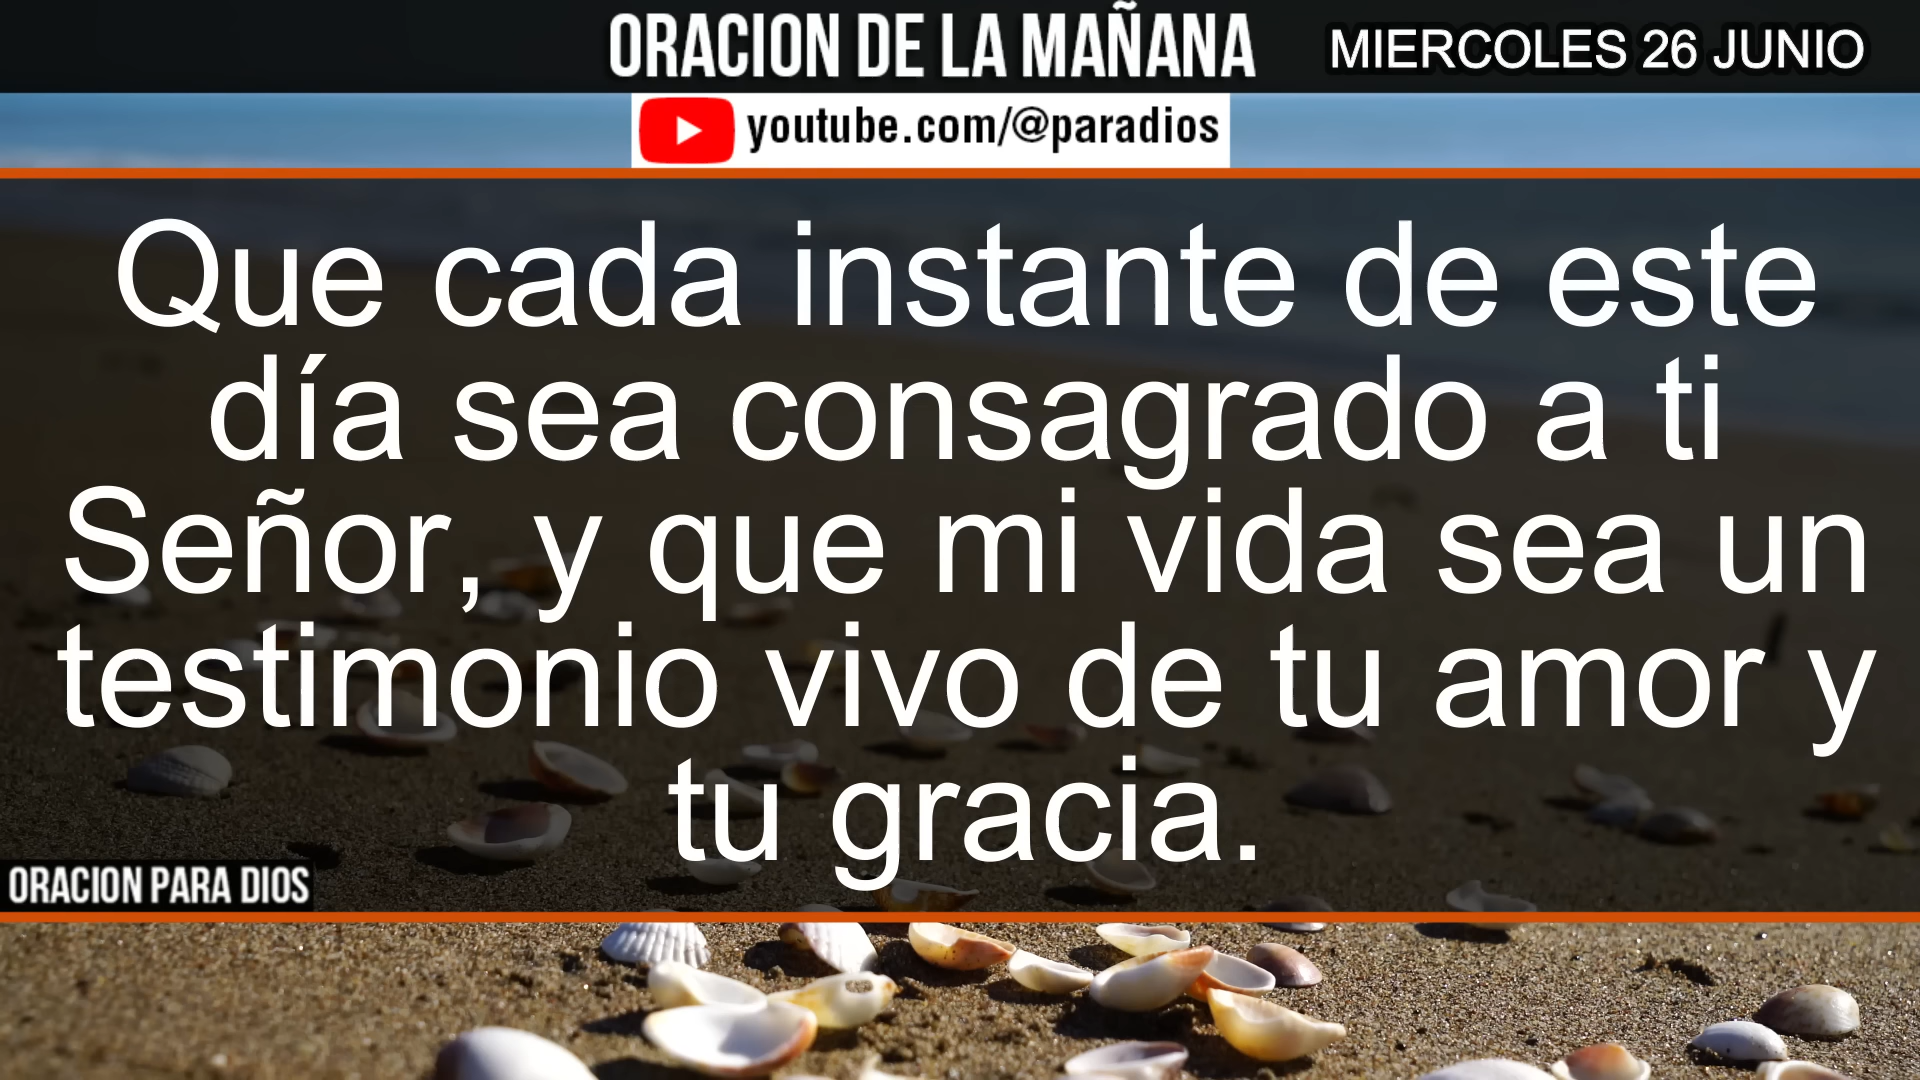 ORACION DE LA MAÑANA
MIERCOLES 26 JUNIO
youtube.com/@paradios
Que cada instante de este
día sea consagrado a ti
Señor, y que mi vida sea un
testimonio vivo de tu amor y
tu gracia.
ORACION PARA DIOS